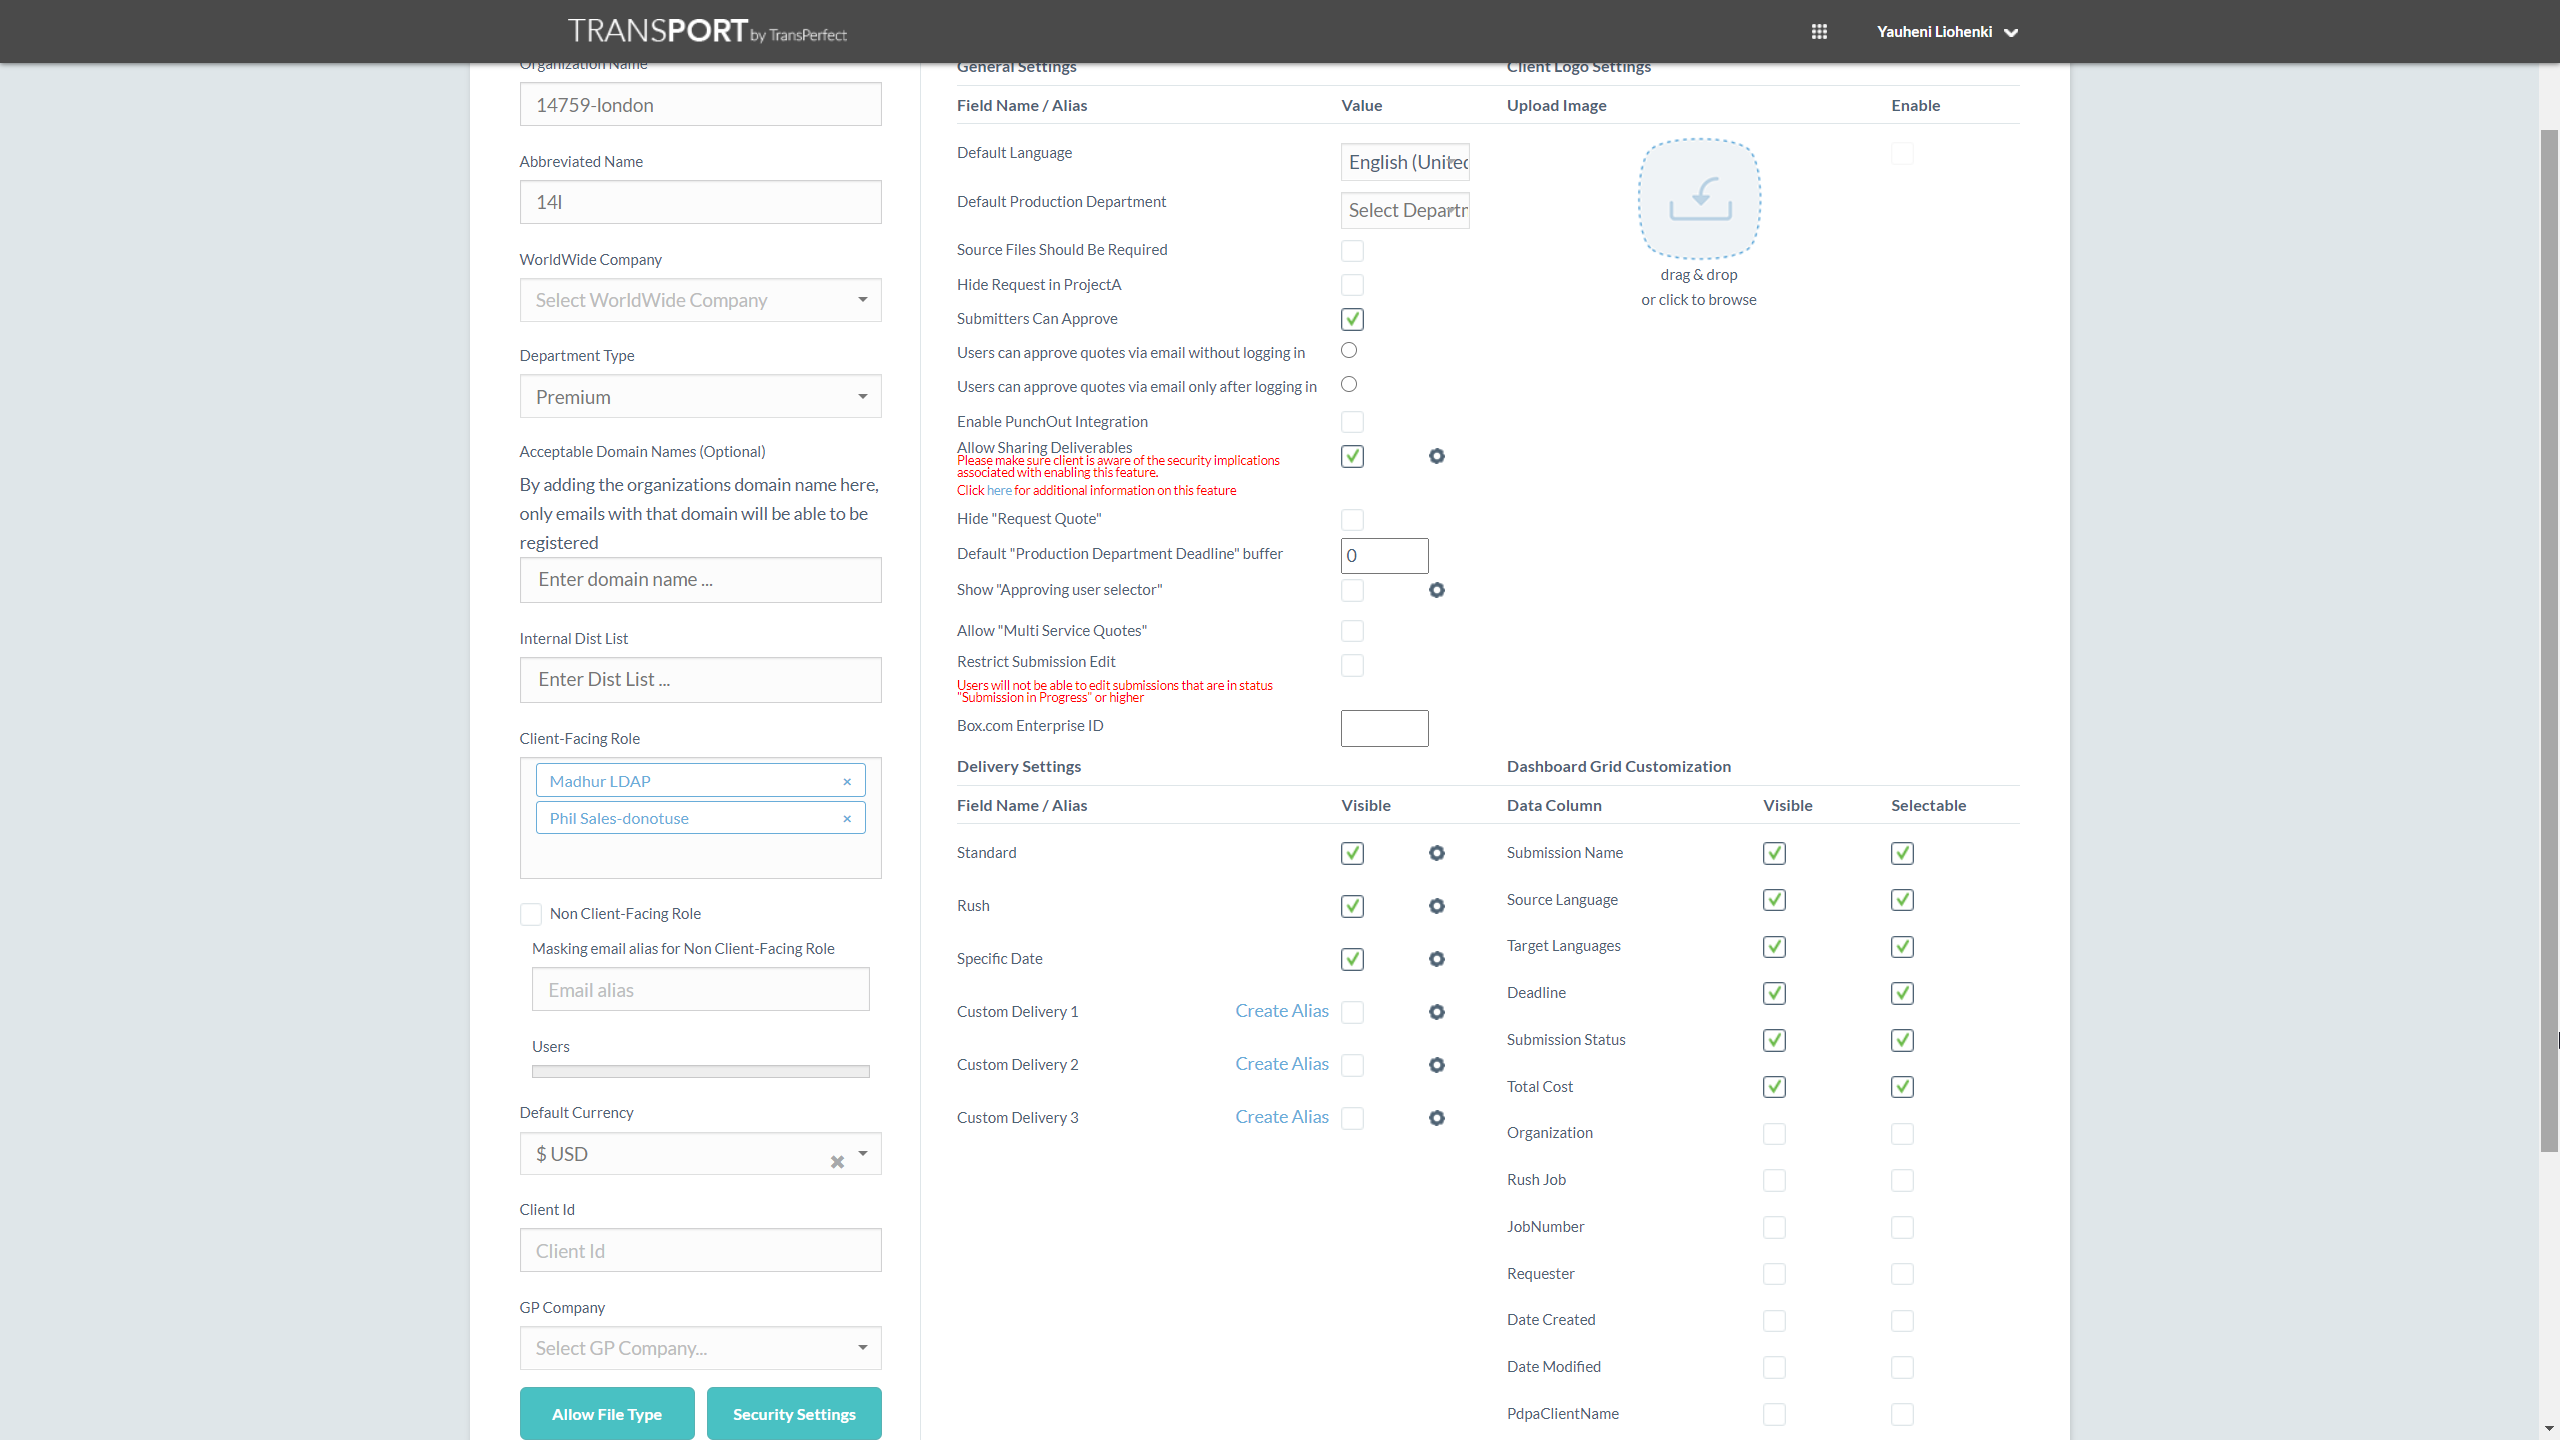 TRANSPORT by TransPerfect
Yauheni Liohenki
Organization Name
14759-london
Abbreviated Name
14l
WorldWide Company
Select WorldWide Company
Department Type
Premium
Acceptable Domain Names (Optional)
By adding the organizations domain name here,
only emails with that domain will be able to be
registered
Enter domain name ...
Internal Dist List
Enter Dist List ...
Client-Facing Role
Madhur LDAP ×
Phil Sales-donotuse ×
Non Client-Facing Role
Masking email alias for Non Client-Facing Role
Email alias
Users
Default Currency
$ USD
Client Id
Client Id
GP Company
Select GP Company...
Allow File Type Security Settings
General Settings
Field Name / Alias Value
Default Language English (United
Default Production Department Select Departm
Source Files Should Be Required
Hide Request in ProjectA
Submitters Can Approve
Users can approve quotes via email without logging in
Users can approve quotes via email only after logging in
Enable PunchOut Integration
Allow Sharing Deliverables
Please make sure client is aware of the security implications
associated with enabling this feature.
Click here for additional information on this feature
Hide "Request Quote"
Default "Production Department Deadline" buffer 0
Show "Approving user selector"
Allow "Multi Service Quotes"
Restrict Submission Edit
Users will not be able to edit submissions that are in status
"Submission in Progress" or higher
Box.com Enterprise ID
Client Logo Settings
Upload Image Enable
drag & drop
or click to browse
Delivery Settings
Field Name / Alias Visible
Standard
Rush
Specific Date
Custom Delivery 1 Create Alias
Custom Delivery 2 Create Alias
Custom Delivery 3 Create Alias
Dashboard Grid Customization
Data Column Visible Selectable
Submission Name
Source Language
Target Languages
Deadline
Submission Status
Total Cost
Organization
Rush Job
JobNumber
Requester
Date Created
Date Modified
PdpaClientName